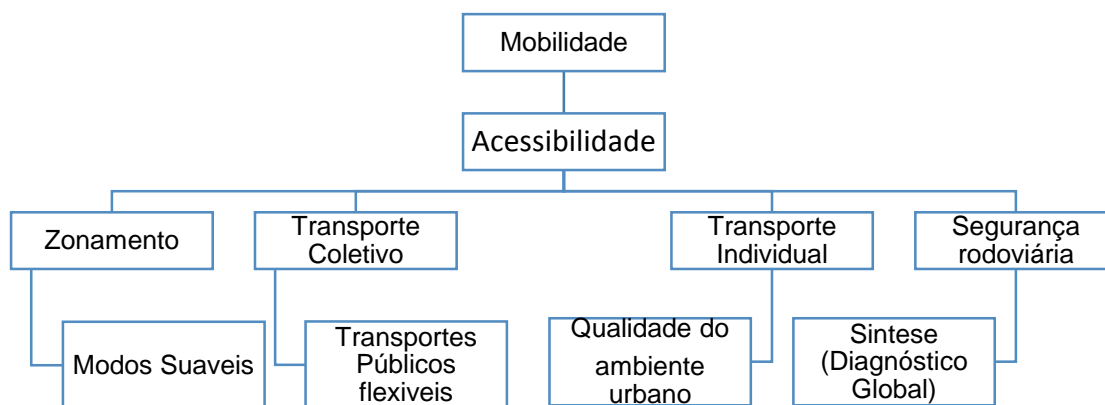 Mobilidade
Acessibilidade
Zonamento
Transporte
Coletivo
Transporte
Individual
Segurança
rodoviária
Modos Suaveis
Transportes
Públicos
flexiveis
Qualidade do
ambiente
urbano
Sintese
(Diagnóstico
Global)